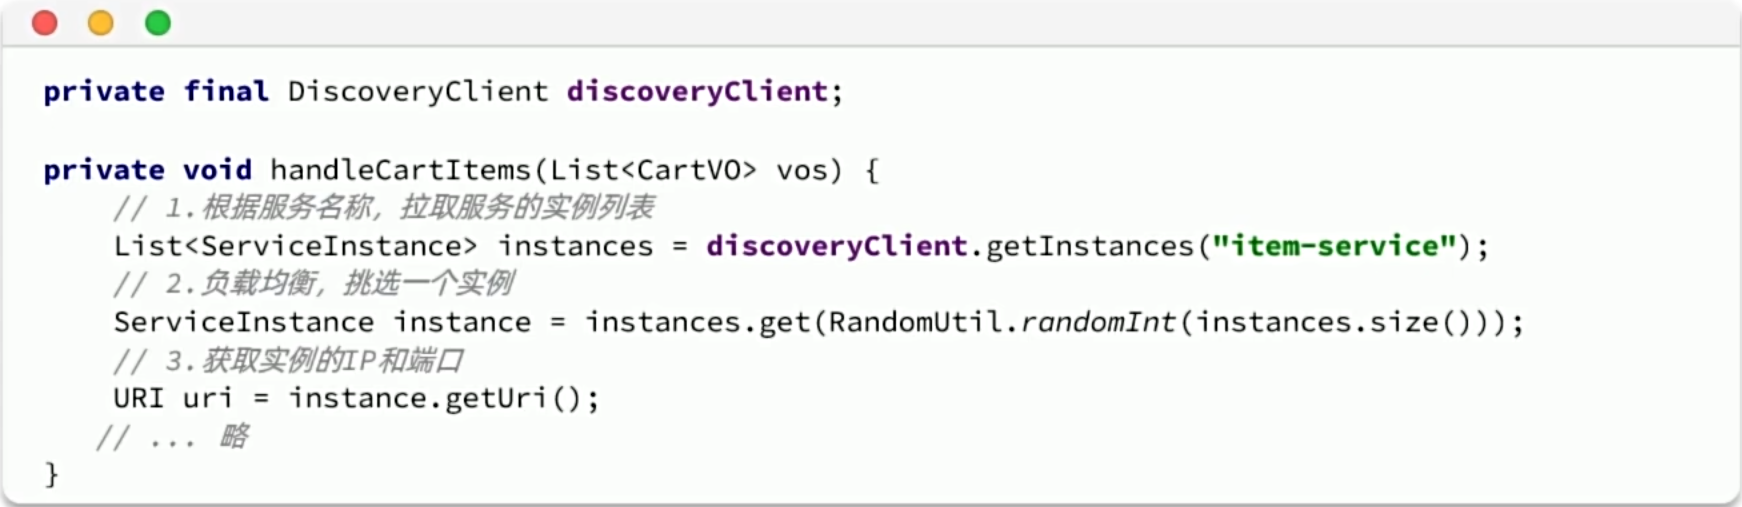 private final DiscoveryClient discoveryClient;
private void handleCartItems(List<CartVO> vos) {
// 1.根据服务名称，拉取服务的实例列表
List<ServiceInstance> instances = discoveryClient.getInstances("item-service");
// 2.负载均衡，挑选一个实例
ServiceInstance instance = instances.get(RandomUtil.randomInt(instances.size()));
// 3.获取实例的IP和端口
URI uri = instance.getUri();
// ... 略
}